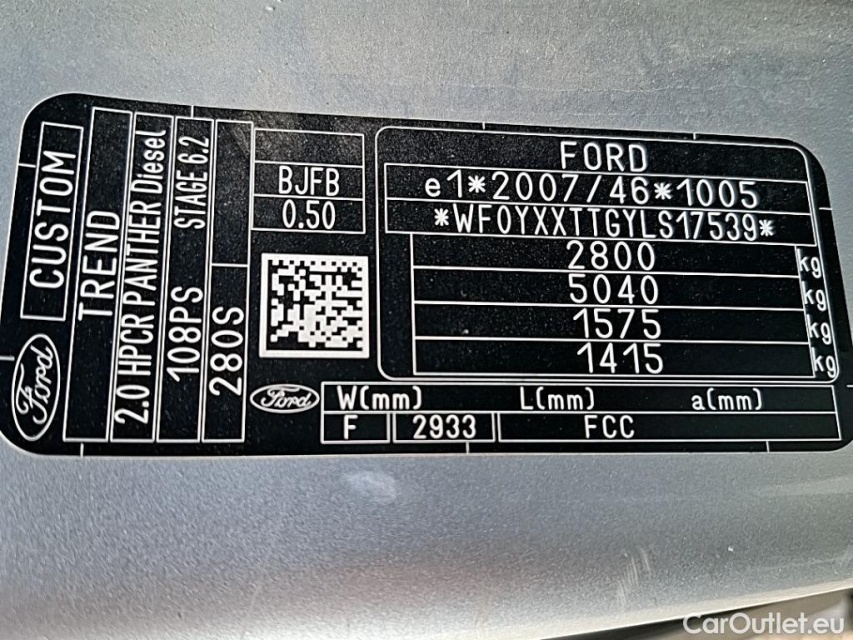 Ford
CUSTOM
TREND
2.0 HPCR PANTHER Diesel
108PS STAGE 6.2
280S
BJFB
0.50
FORD
e1*2007/46*1005
*WF0YXXTTGYLS17539*
2800 kg
5040 kg
1575 kg
1415 kg
Ford
W(mm) L(mm) a(mm)
F 2933 FCC
CarOutlet.eu